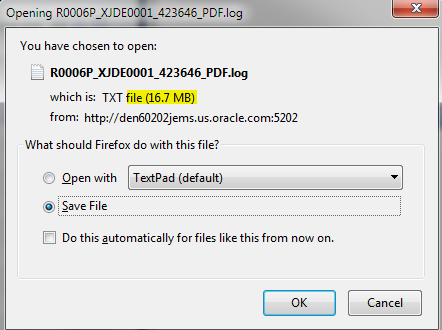 Opening R0006P_XJDE0001_423646_PDF.log
You have chosen to open:
R0006P_XJDE0001_423646_PDF.log
which is: TXT file (16.7 MB)
from: http://den60202jems.us.oracle.com:5202
What should Firefox do with this file?
Open with TextPad (default)
Save File
Do this automatically for files like this from now on.
OK Cancel